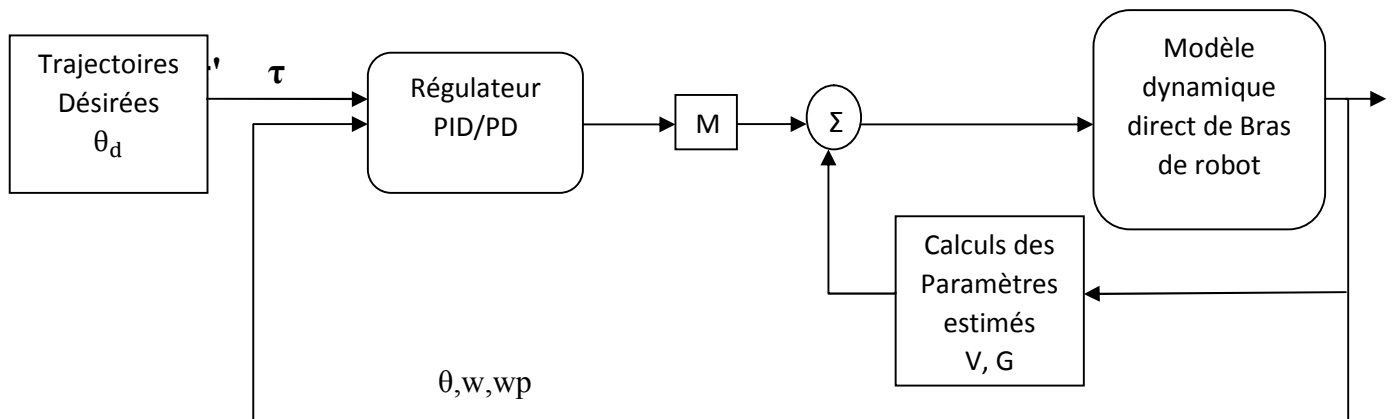 Trajectoires
Désirées
θd
τ
Régulateur
PID/PD
M
Σ
Modèle
dynamique
direct de Bras
de robot
Calculs des
Paramètres
estimés
V, G
θ,w,wp